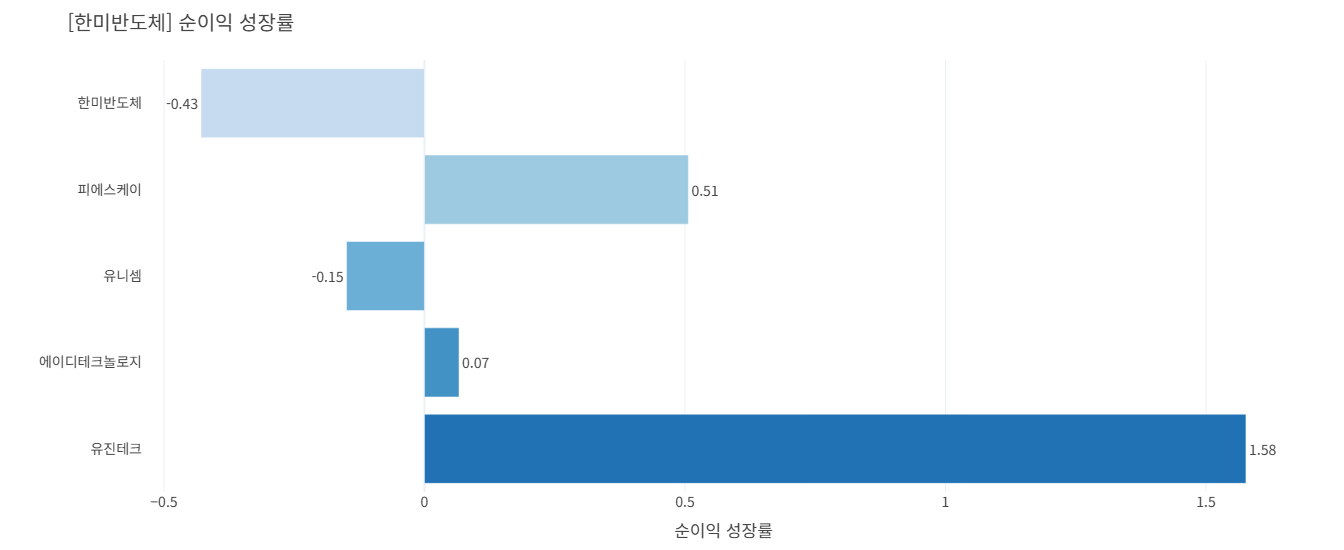 [한미반도체] 순이익 성장률
한미반도체
-0.43
피에스케이
0.51
유니셈
-0.15
에이디테크놀로지
0.07
유진테크
1.58
−0.5
0
0.5
1
1.5
순이익 성장률